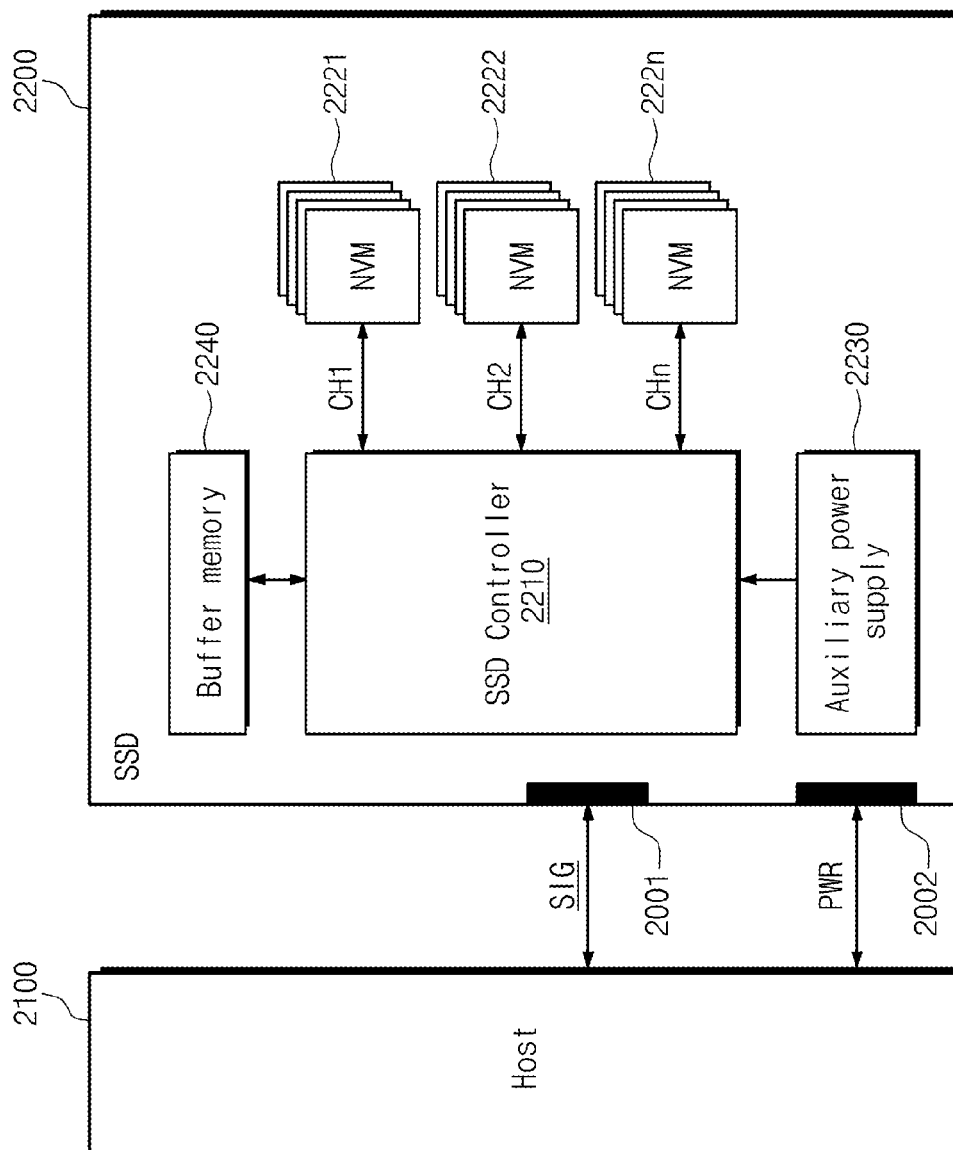 2100
Host
SIG
2001
PWR
2002
2200
SSD
Buffer memory
2240
SSD Controller
2210
Auxiliary power
supply
2230
CH1
NVM
2221
CH2
NVM
2222
CHn
NVM
222n